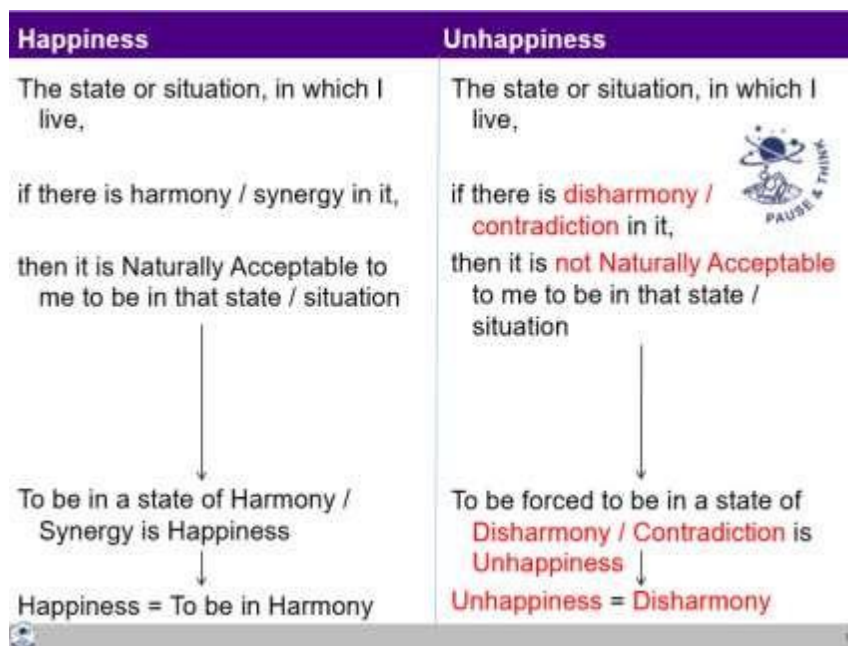 Happiness
The state or situation, in which I
live,
if there is harmony / synergy in it,
then it is Naturally Acceptable to
me to be in that state / situation
To be in a state of Harmony /
Synergy is Happiness
Happiness = To be in Harmony
Unhappiness
The state or situation, in which I
live,
if there is disharmony /
contradiction in it,
then it is not Naturally Acceptable
to me to be in that state /
situation
To be forced to be in a state of
Disharmony / Contradiction is
Unhappiness
Unhappiness = Disharmony
PAUSE & THINK